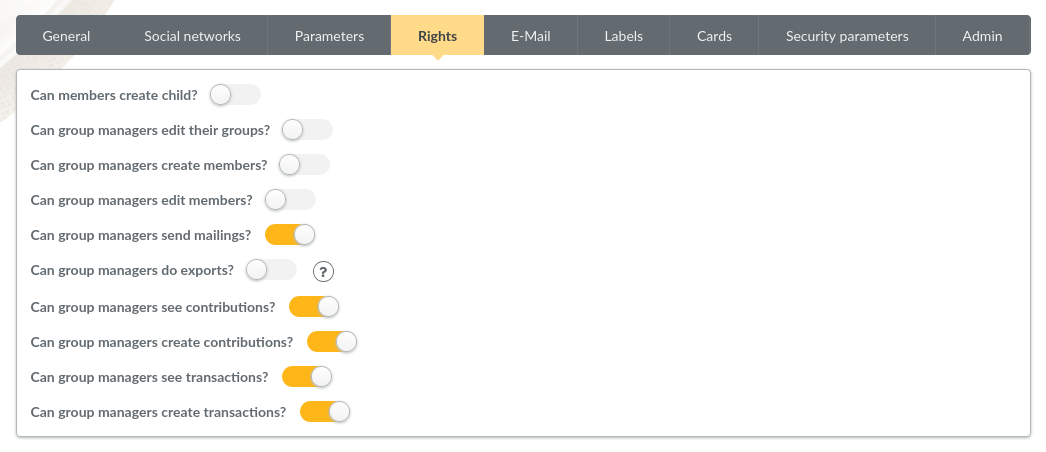 General Social networks Parameters Rights E-Mail Labels Cards Security parameters Admin
Can members create child?
Can group managers edit their groups?
Can group managers create members?
Can group managers edit members?
Can group managers send mailings?
Can group managers do exports? ?
Can group managers see contributions?
Can group managers create contributions?
Can group managers see transactions?
Can group managers create transactions?